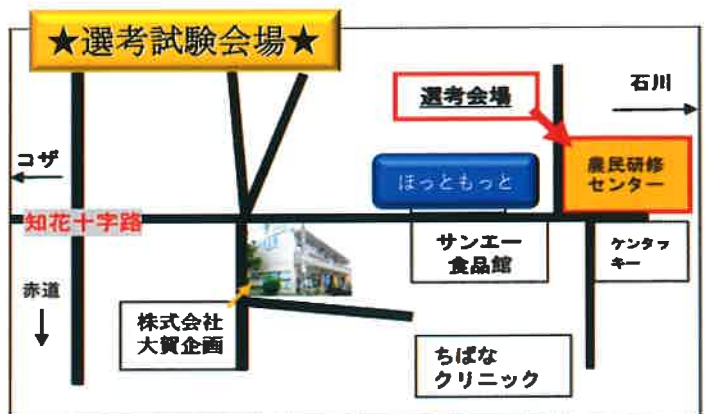 ★選考試験会場★
選考会場
石川
コザ
ほっともっと
農民研修
センター
知花十字路
サンエー
食品館
ケンタッ
キー
赤道
株式会社
大賀企画
ちばな
クリニック